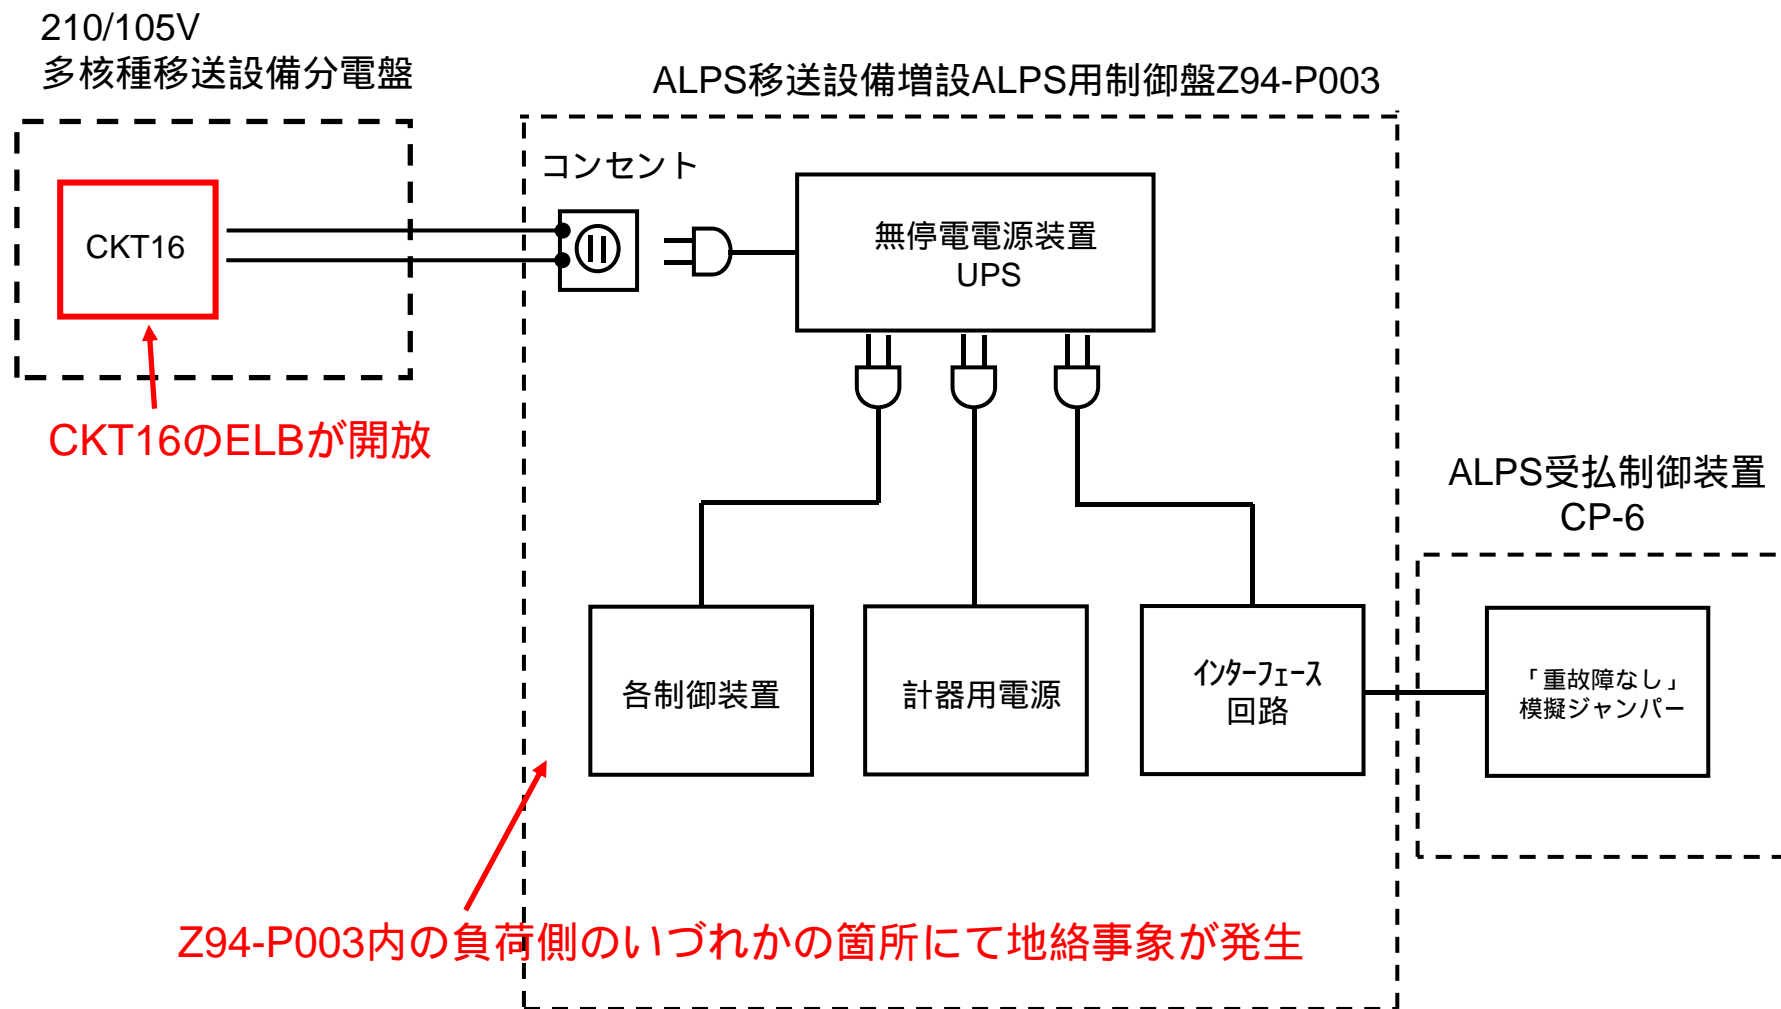 210/105V
多核種移送設備分電盤
ALPS移送設備増設ALPS用制御盤Z94-P003
コンセント
CKT16
無停電電源装置
UPS
CKT16のELBが開放
ALPS受払制御装置
CP-6
各制御装置
計器用電源
ｲﾝﾀｰﾌｪｰｽ
回路
「重故障なし」
模擬ジャンパー
Z94-P003内の負荷側のいづれかの箇所にて地絡事象が発生